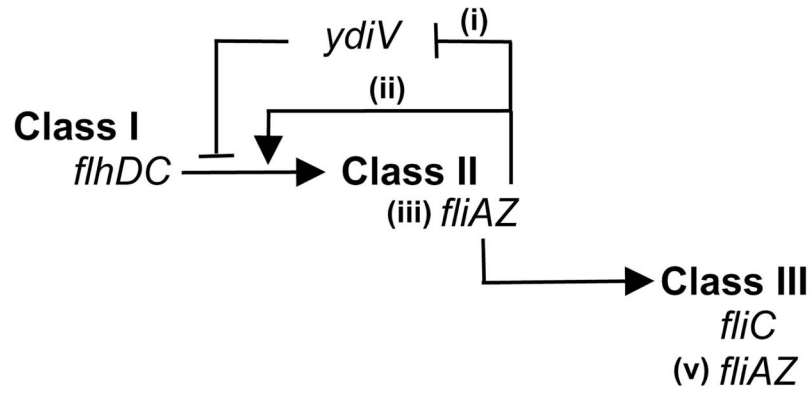 ydiV
(i)
(ii)
Class I
flhDC
Class II
(iii) fliAZ
Class III
fliC
(v) fliAZ